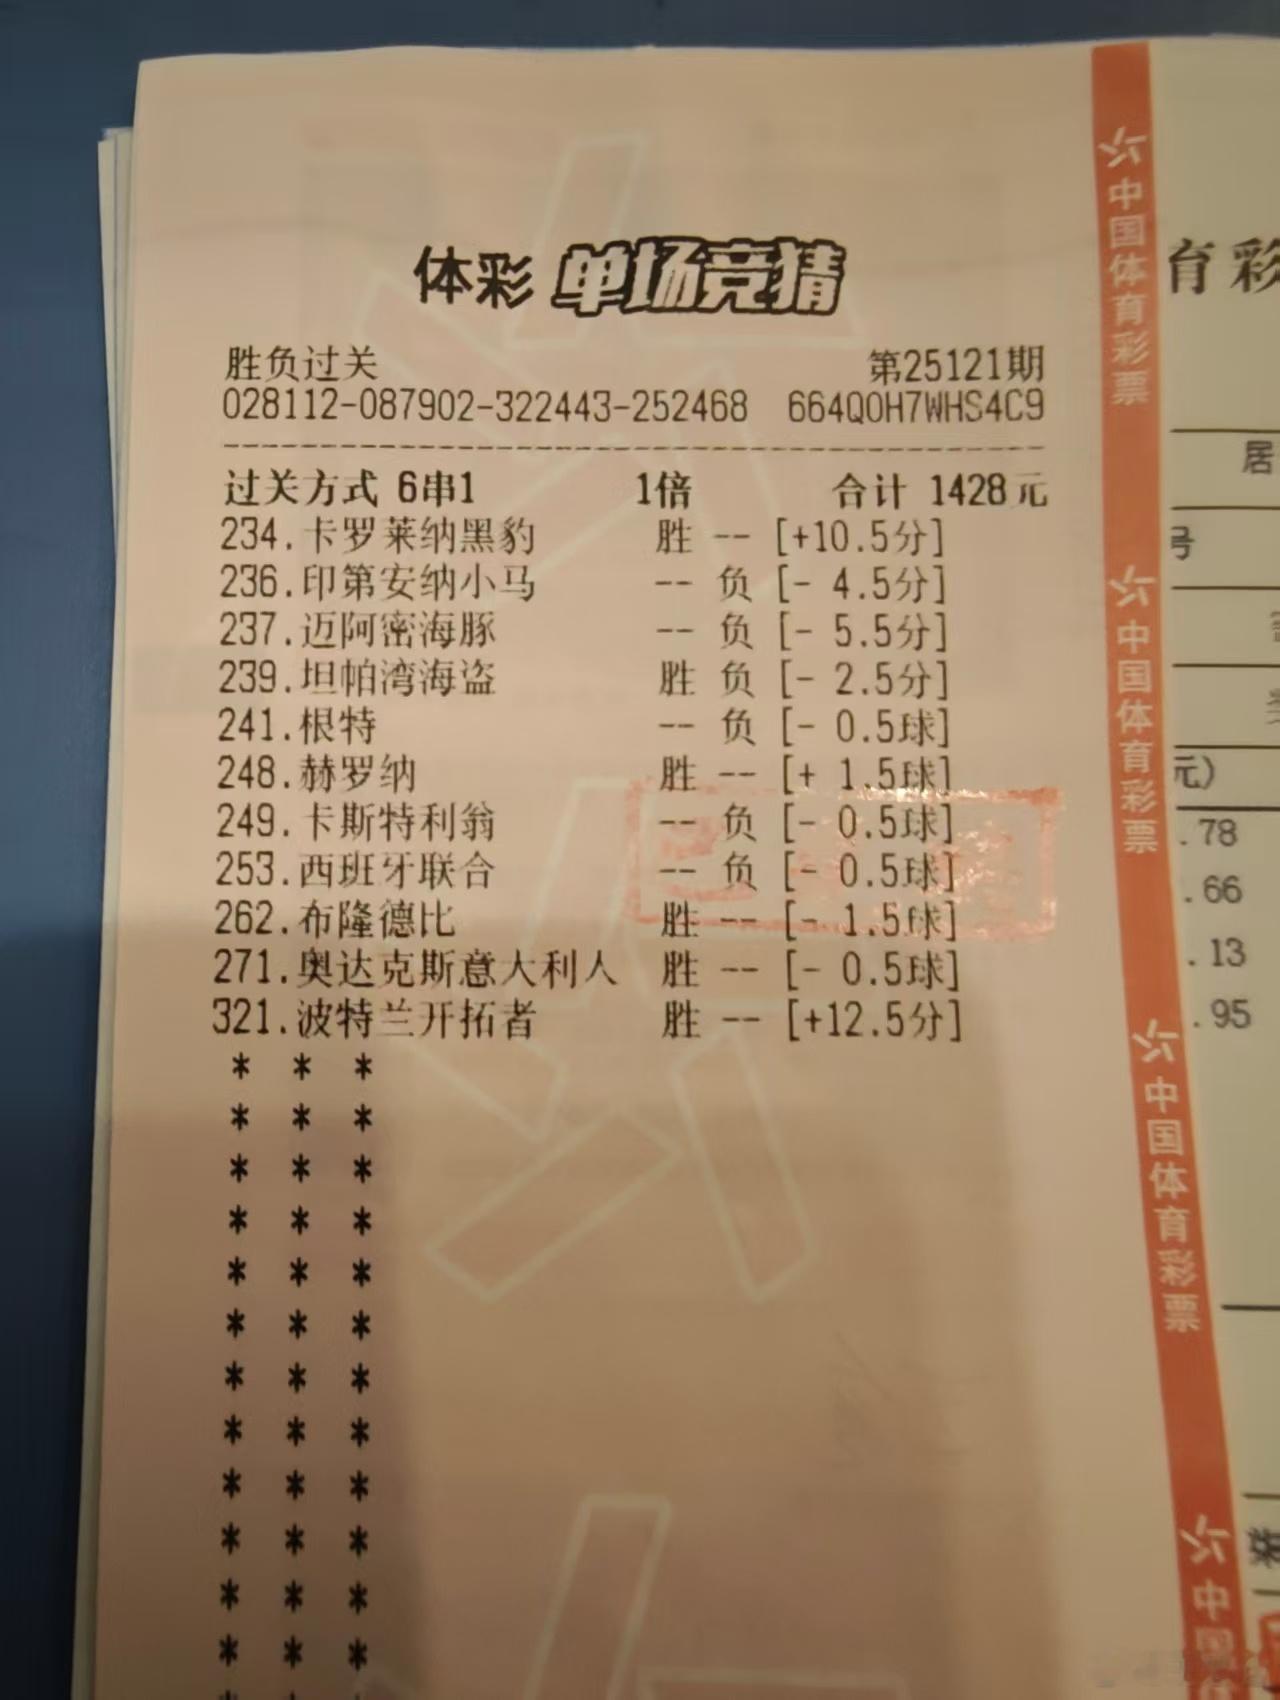 体彩 单场竞猜
胜负过关 第25121期
028112-087902-322443-252468 664Q0H7WHS4C9
过关方式 6串1 1倍 合计 1428元
234.卡罗莱纳黑豹 胜 -- [+10.5分]
236.印第安纳小马 -- 负 [- 4.5分]
237.迈阿密海豚 -- 负 [- 5.5分]
239.坦帕湾海盗 胜 负 [- 2.5分]
241.根特 -- 负 [- 0.5球]
248.赫罗纳 胜 -- [+ 1.5球]
249.卡斯特利翁 -- 负 [- 0.5球]
253.西班牙联合 -- 负 [- 0.5球]
262.布隆德比 胜 -- [- 1.5球]
271.奥达克斯意大利人 胜 -- [- 0.5球]
321.波特兰开拓者 胜 -- [+12.5分]
* * *
* * *
* * *
* * *
* * *
* * *
* * *
* * *
* * *
* * *
* * *
* * *
中国体育彩票
中国体育彩票
中国体育彩票
中国
育彩
居
号
元)
.78
.66
.13
.95